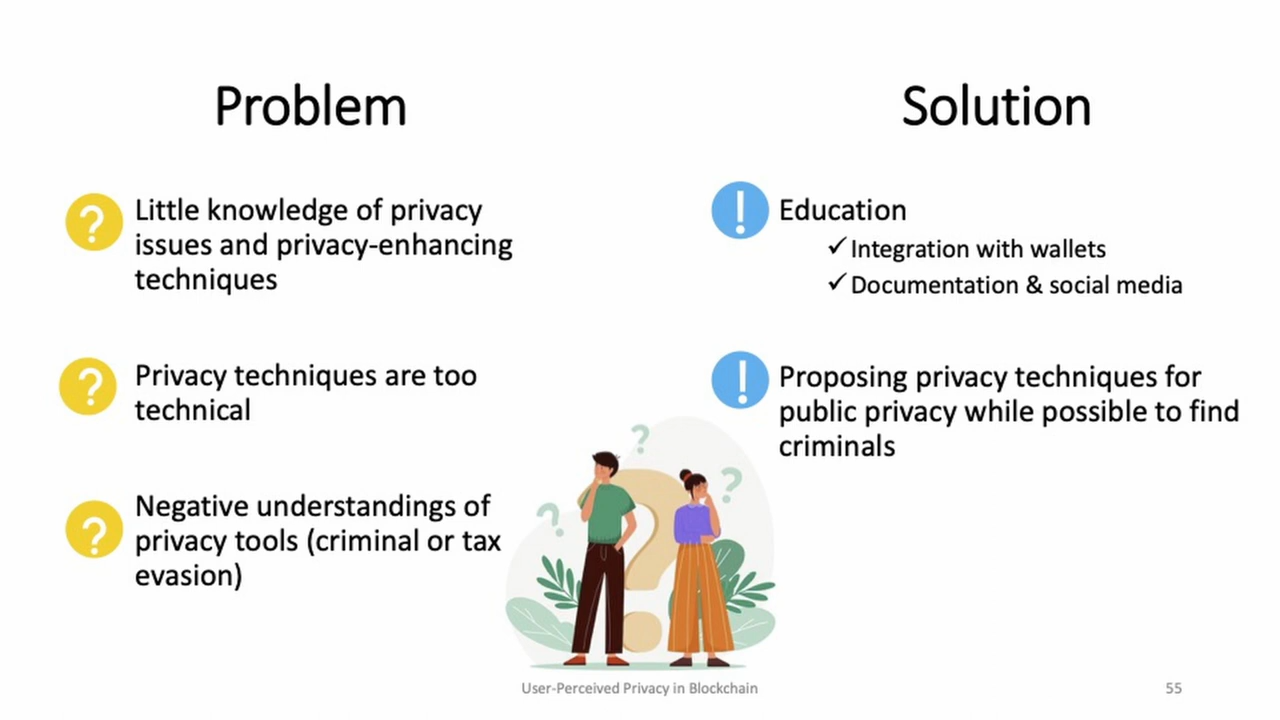 Problem
Little knowledge of privacy
issues and privacy-enhancing
techniques
Privacy techniques are too
technical
Negative understandings of
privacy tools (criminal or tax
evasion)
Solution
Education
✓Integration with wallets
✓Documentation & social media
Proposing privacy techniques for
public privacy while possible to find
criminals
User-Perceived Privacy in Blockchain
55